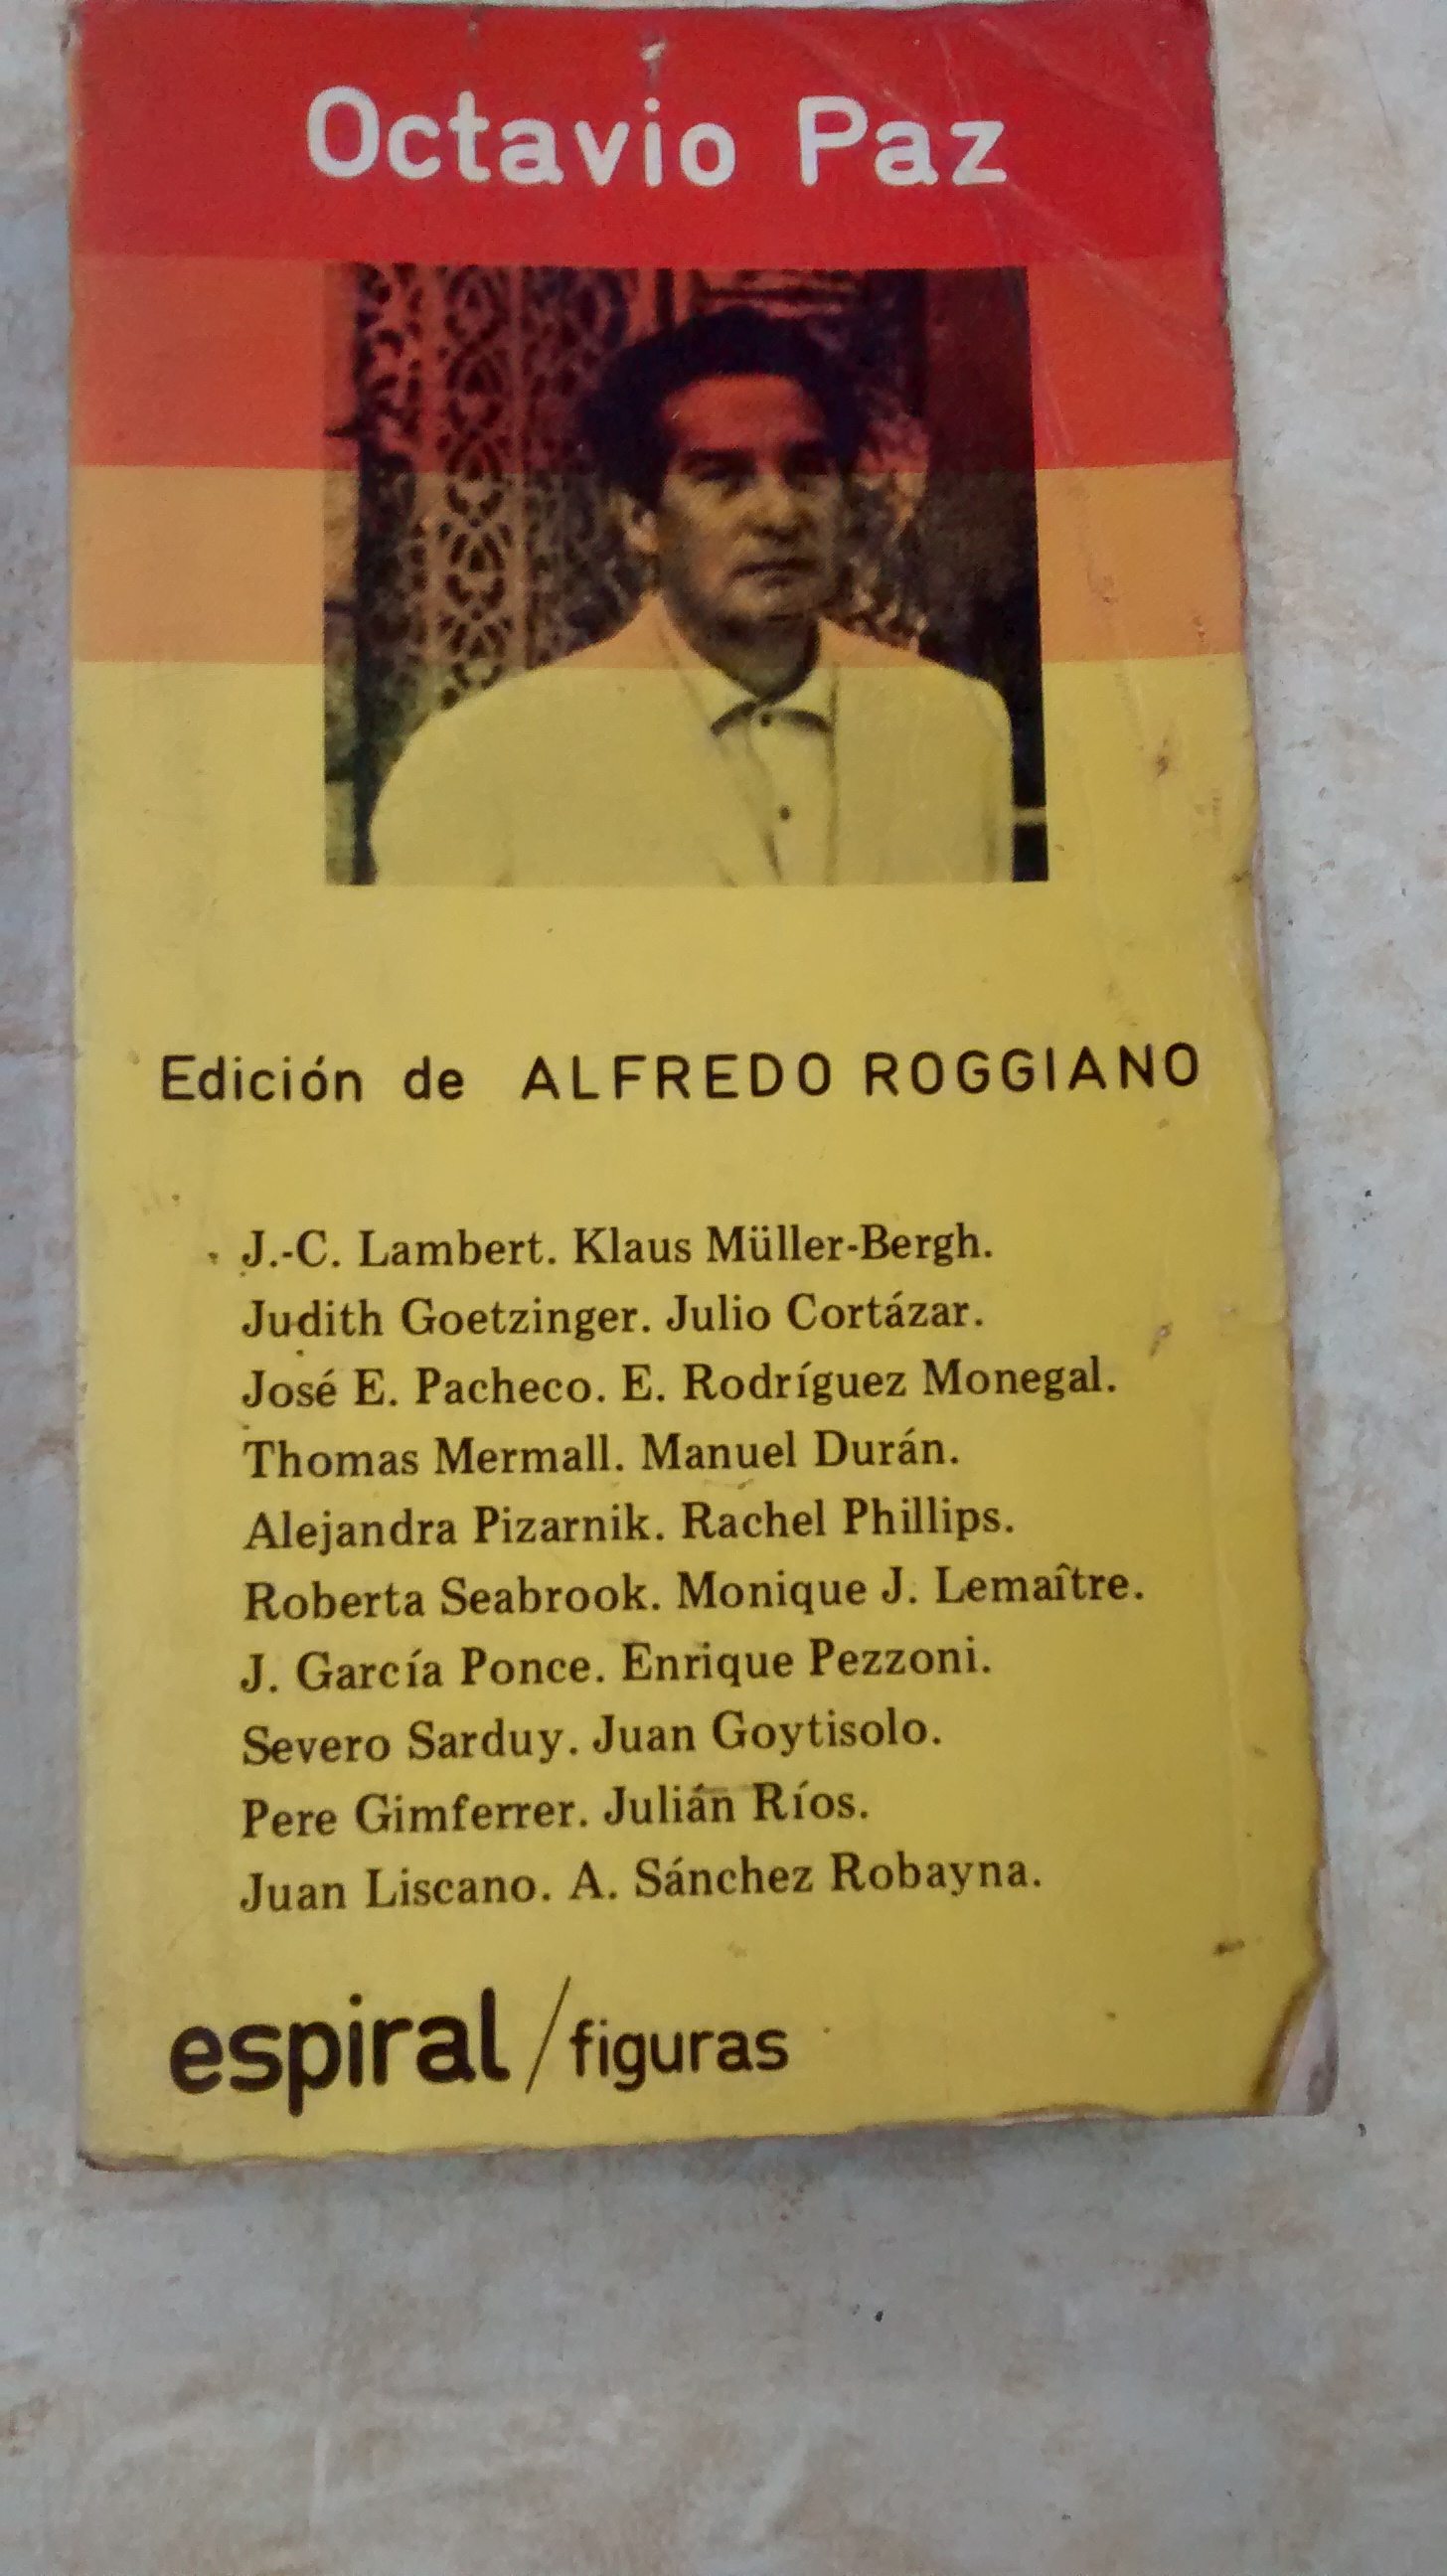 Octavio Paz
Edición de ALFREDO ROGGIANO
J.-C. Lambert. Klaus Müller-Bergh.
Judith Goetzinger. Julio Cortázar.
José E. Pacheco. E. Rodríguez Monegal.
Thomas Mermall. Manuel Durán.
Alejandra Pizarnik. Rachel Phillips.
Roberta Seabrook. Monique J. Lemaître.
J. García Ponce. Enrique Pezzoni.
Severo Sarduy. Juan Goytisolo.
Pere Gimferrer. Julián Ríos.
Juan Liscano. A. Sánchez Robayna.
espiral/figuras